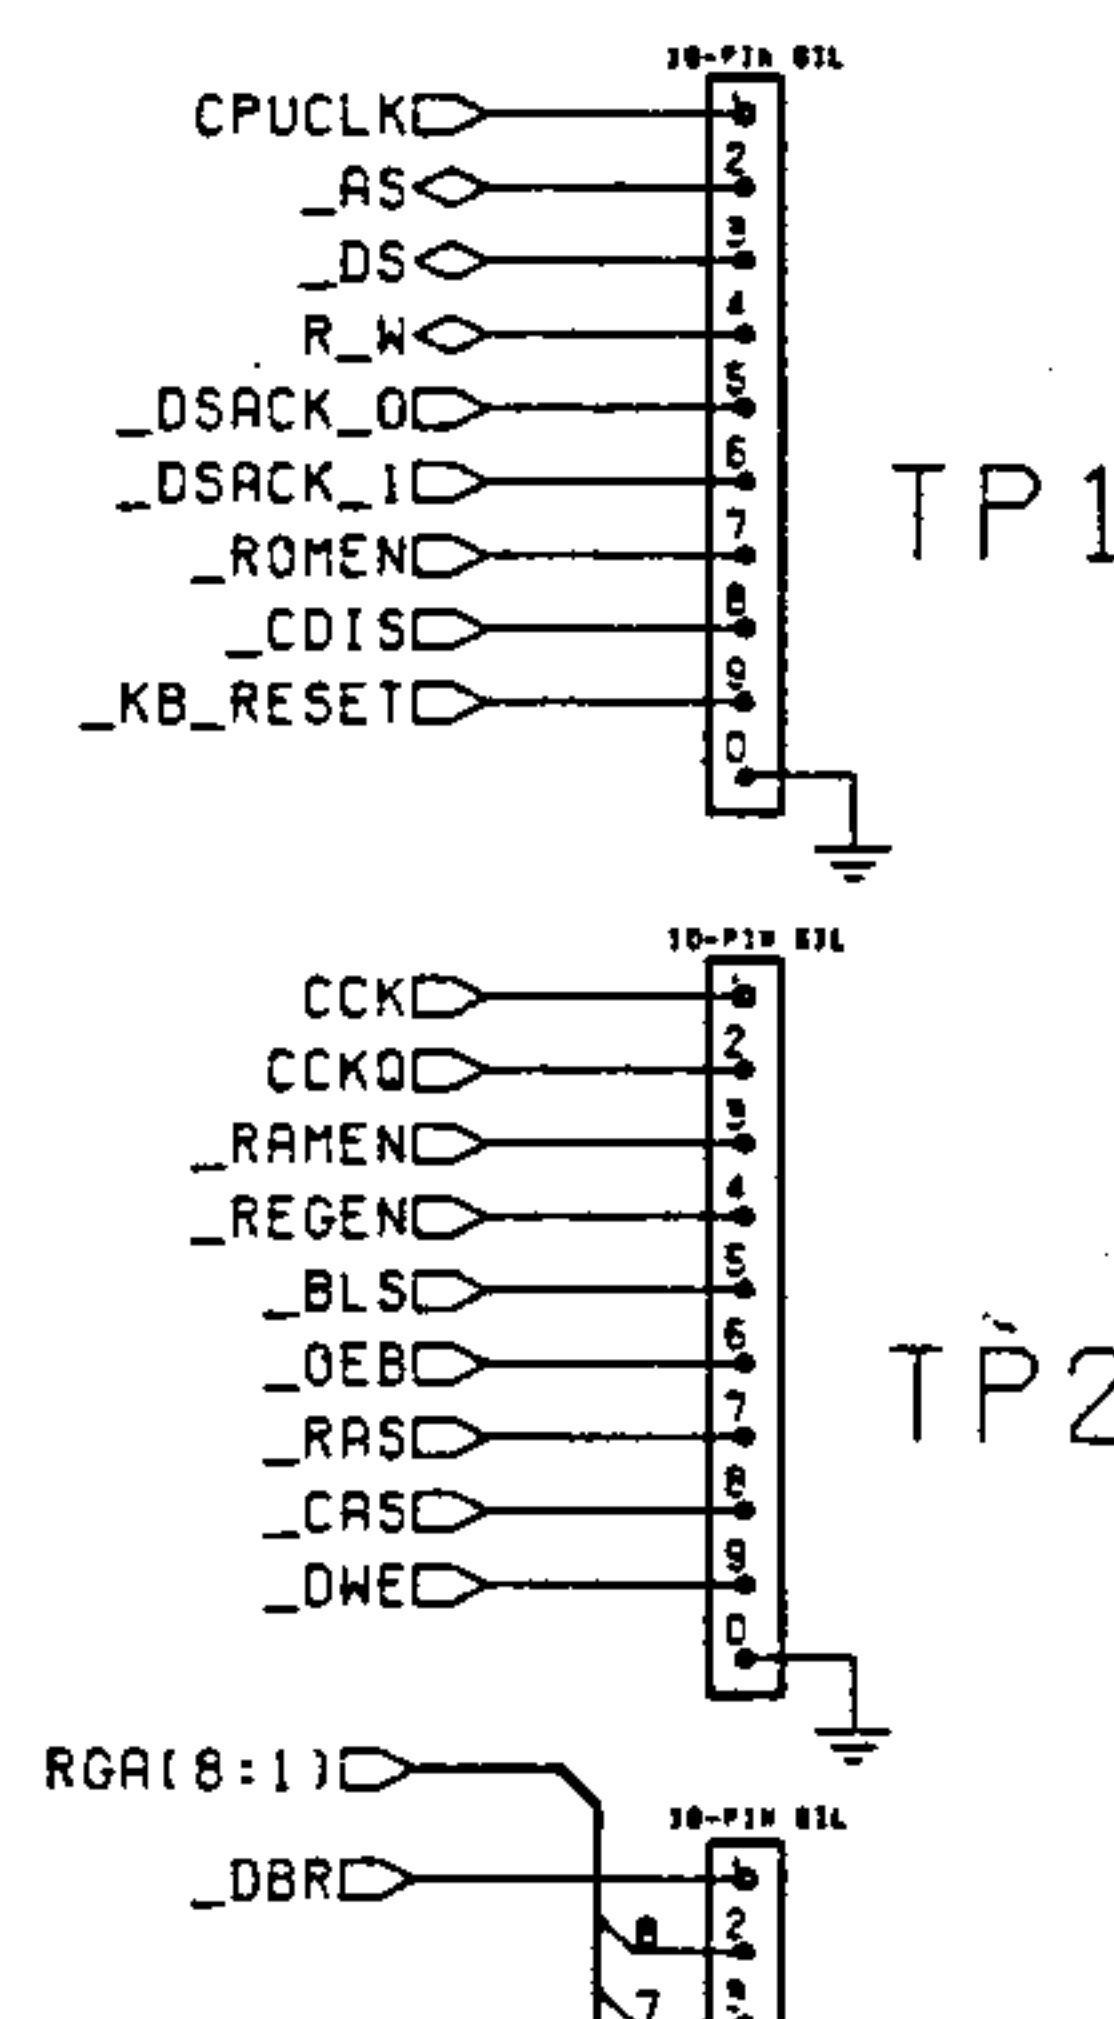 10-PIN SIL
CPUCLK 1
2
_AS
3
_DS
4
R_W
5
_DSACK_0
6
_DSACK_1
TP1
7
_ROMEN
8
_CDIS
9
_KB_RESET
0
10-PIN SIL
CCK 1
2
CCKQ
3
_RAMEN
4
_REGEN
5
_BLS
6
_OEB
TP2
7
_RAS
8
_CAS
9
_DWE
0
RGA(8:1)
10-PIN SIL
_DBR 1
8 2
7 3